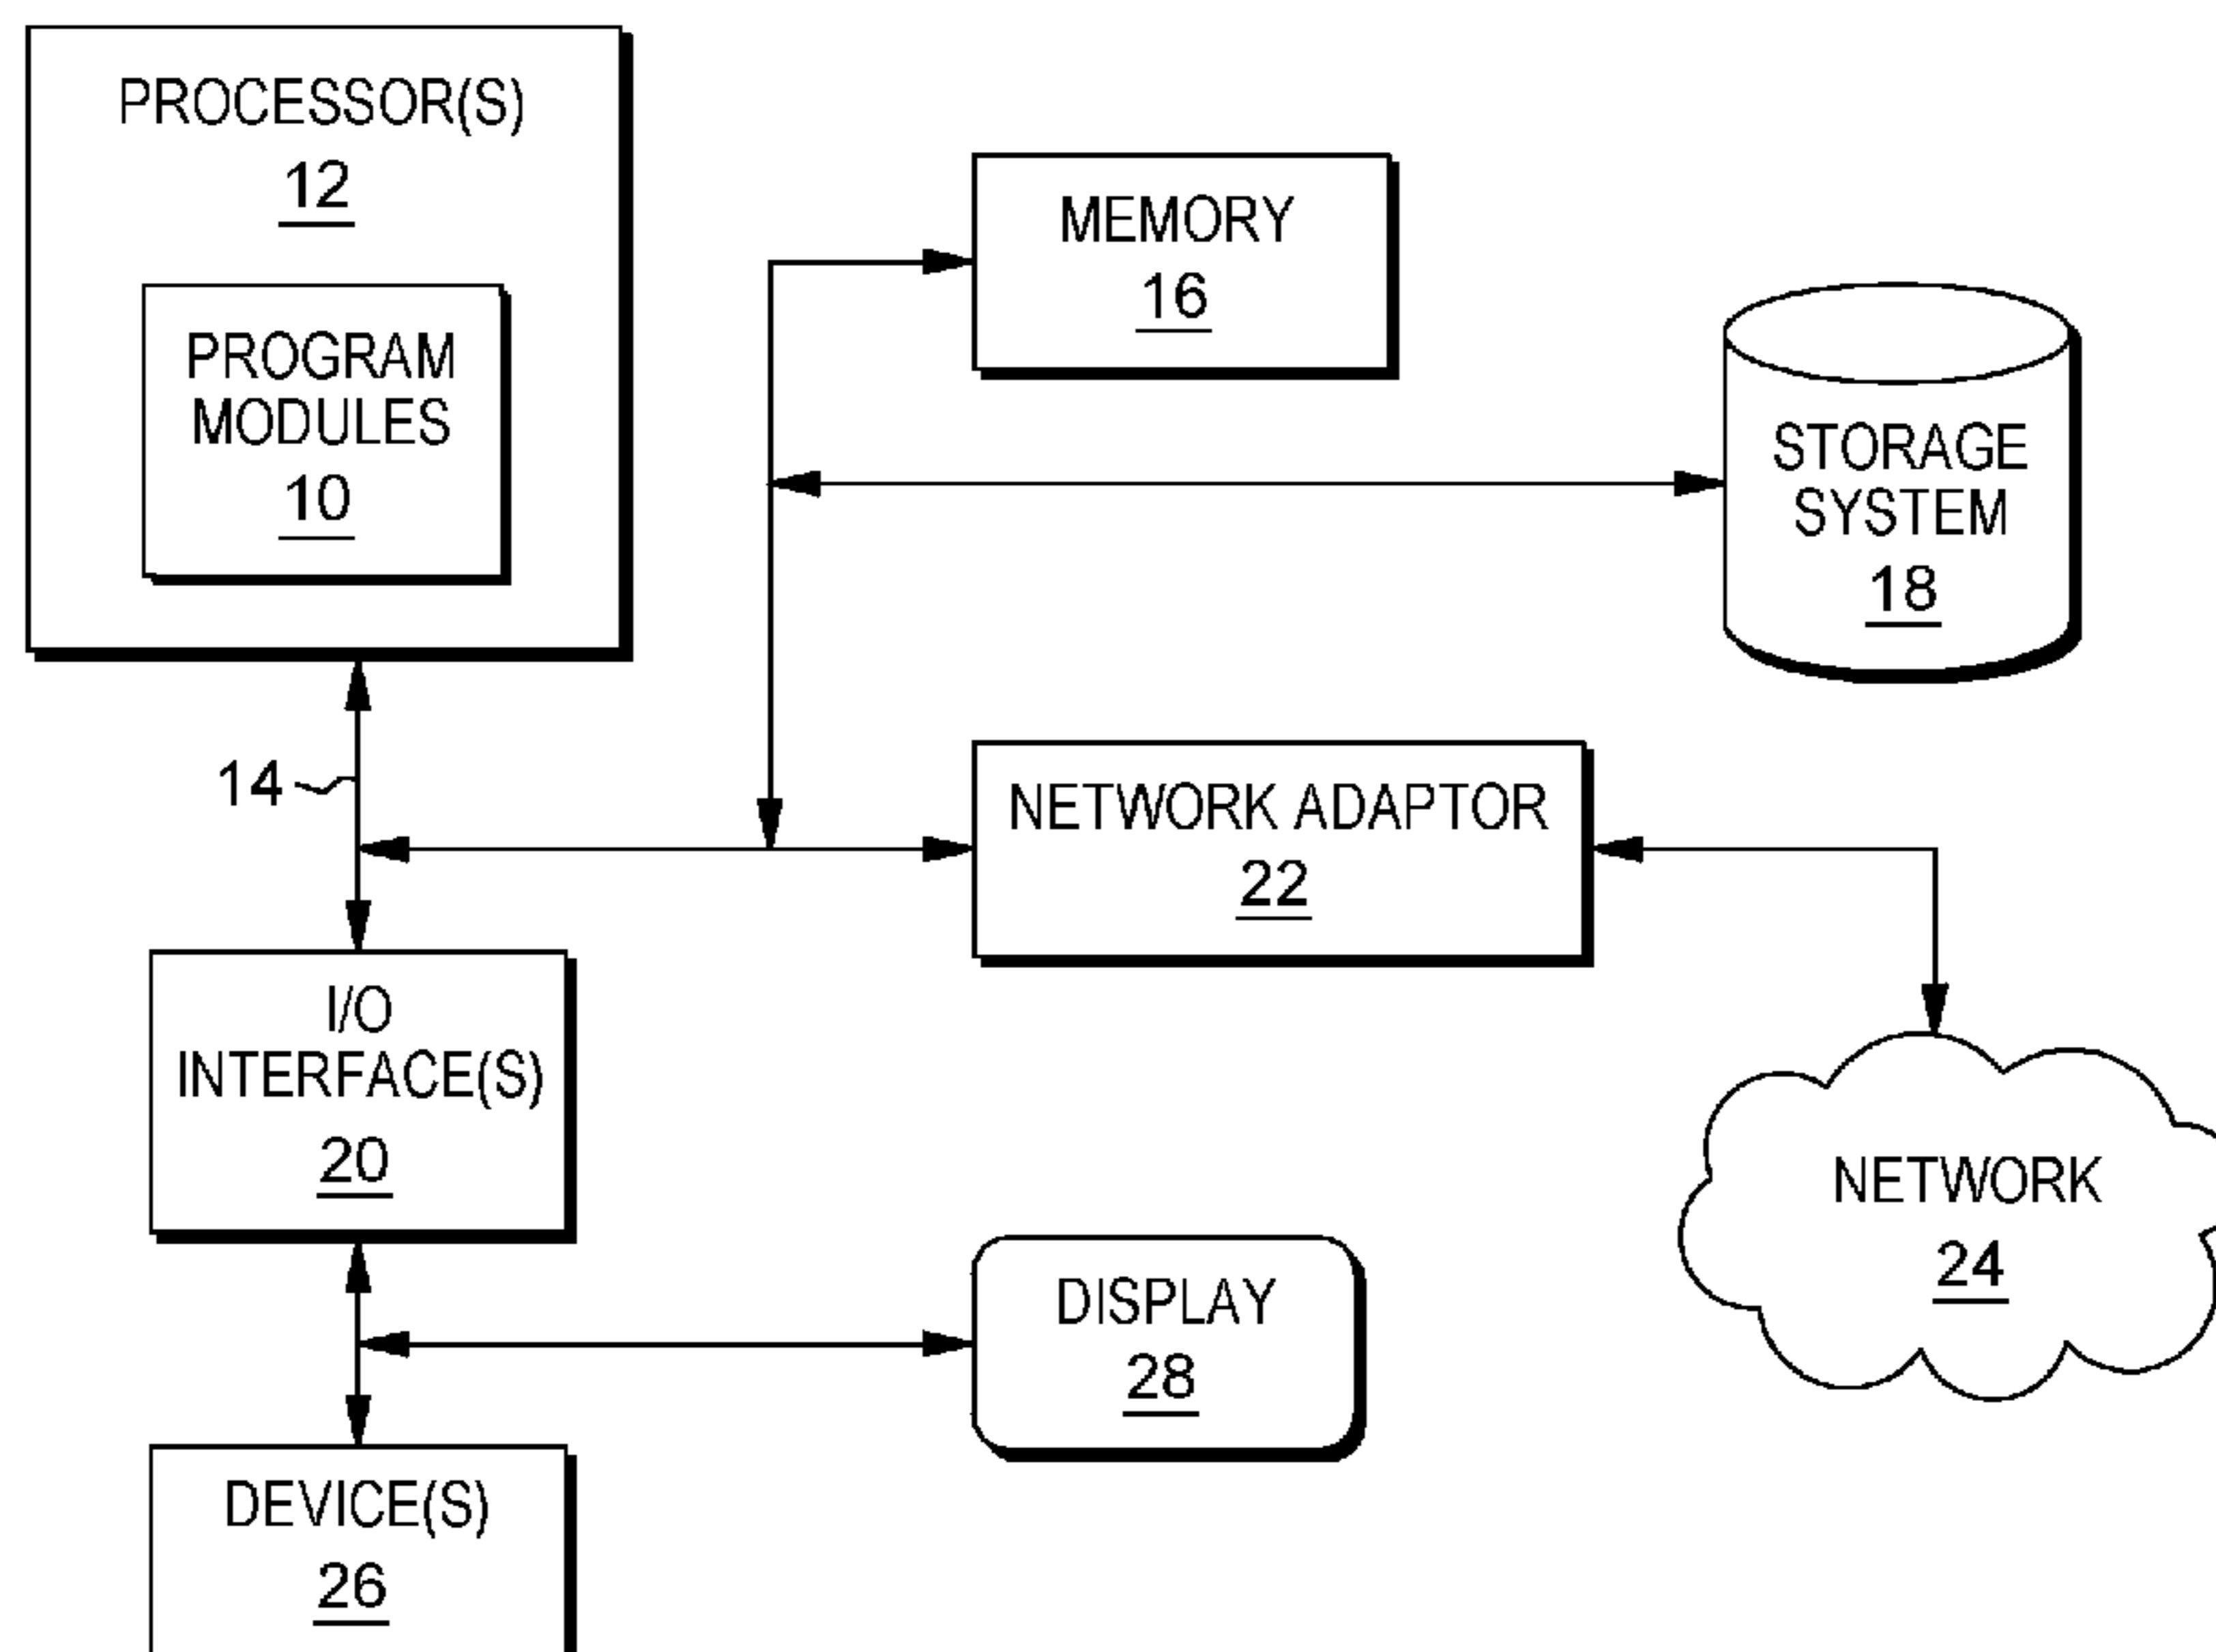 PROCESSOR(S)
12
PROGRAM
MODULES
10
MEMORY
16
STORAGE
SYSTEM
18
14
NETWORK ADAPTOR
22
I/O
INTERFACE(S)
20
NETWORK
24
DISPLAY
28
DEVICE(S)
26